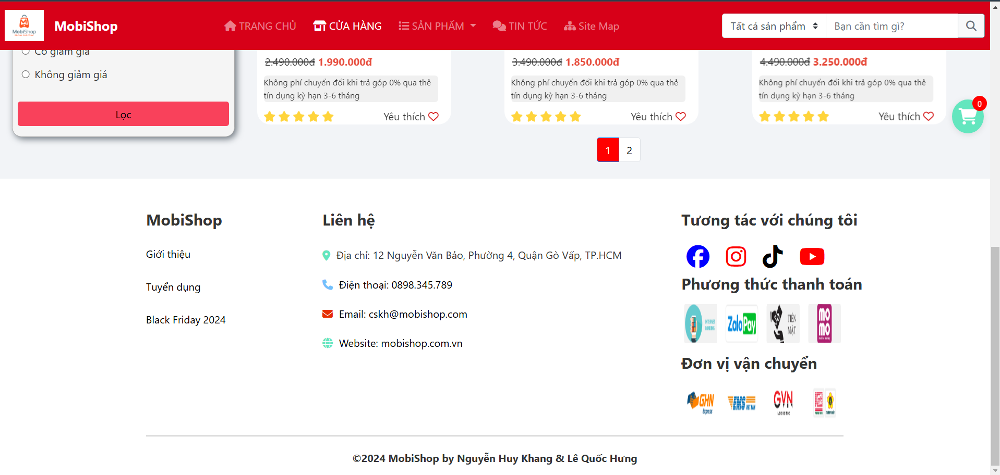 MobiShop
MobiShop
TRANG CHỦ
CỬA HÀNG
SẢN PHẨM
TIN TỨC
Site Map
Tất cả sản phẩm
Bạn cần tìm gì?
Có giảm giá
Không giảm giá
Lọc
2.490.000đ 1.990.000đ
Không phí chuyển đổi khi trả góp 0% qua thẻ
tín dụng kỳ hạn 3-6 tháng
Yêu thích
3.490.000đ 1.850.000đ
Không phí chuyển đổi khi trả góp 0% qua thẻ
tín dụng kỳ hạn 3-6 tháng
Yêu thích
4.490.000đ 3.250.000đ
Không phí chuyển đổi khi trả góp 0% qua thẻ
tín dụng kỳ hạn 3-6 tháng
Yêu thích
0
1
2
MobiShop
Giới thiệu
Tuyển dụng
Black Friday 2024
Liên hệ
Địa chỉ: 12 Nguyễn Văn Bảo, Phường 4, Quận Gò Vấp, TP.HCM
Điện thoại: 0898.345.789
Email: cskh@mobishop.com
Website: mobishop.com.vn
Tương tác với chúng tôi
Phương thức thanh toán
INTERNET
BANKING
ZaloPay
TIỀN
MẶT
MO
MO
Đơn vị vận chuyển
GHN
Express
EMS VIET NAM
GVN
LOGISTIC
©2024 MobiShop by Nguyễn Huy Khang & Lê Quốc Hưng